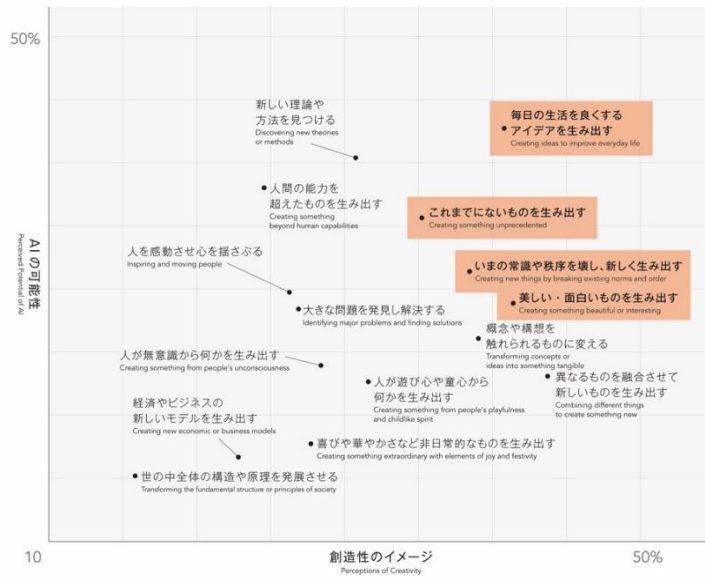 50%
新しい理論や
方法を見つける
Discovering new theories
or methods
毎日の生活を良くする
アイデアを生み出す
Creating ideas to improve everyday life
人間の能力を
超えたものを生み出す
Creating something
beyond human capabilities
これまでにないものを生み出す
Creating something unprecedented
人を感動させ心を揺さぶる
Inspiring and moving people
いまの常識や秩序を壊し、新しく生み出す
Creating new things by breaking existing norms and order
AIの可能性
Perceived Potential of AI
大きな問題を発見し解決する
Identifying major problems and finding solutions
美しい・面白いものを生み出す
Creating something beautiful or interesting
概念や構想を
触れられるものに変える
Transforming concepts or
ideas into something tangible
人が無意識から何かを生み出す
Creating something from people's unconsciousness
人が遊び心や童心から
何かを生み出す
Creating something from people's playfulness
and childlike spirit
異なるものを融合させて
新しいものを生み出す
Combining different things
to create something new
経済やビジネスの
新しいモデルを生み出す
Creating new economic or business models
喜びや華やかさなど非日常的なものを生み出す
Creating something extraordinary with elements of joy and festivity
世の中全体の構造や原理を発展させる
Transforming the fundamental structure or principles of society
10
創造性のイメージ
Perceptions of Creativity
50%